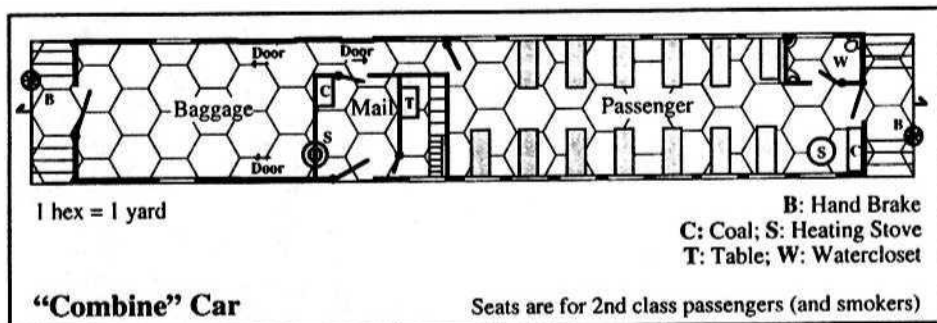 Door
Door
B
C
W
Baggage
Mail
T
Passenger
B
S
S
C
Door
1 hex = 1 yard
B: Hand Brake
C: Coal; S: Heating Stove
T: Table; W: Watercloset
“Combine” Car
Seats are for 2nd class passengers (and smokers)